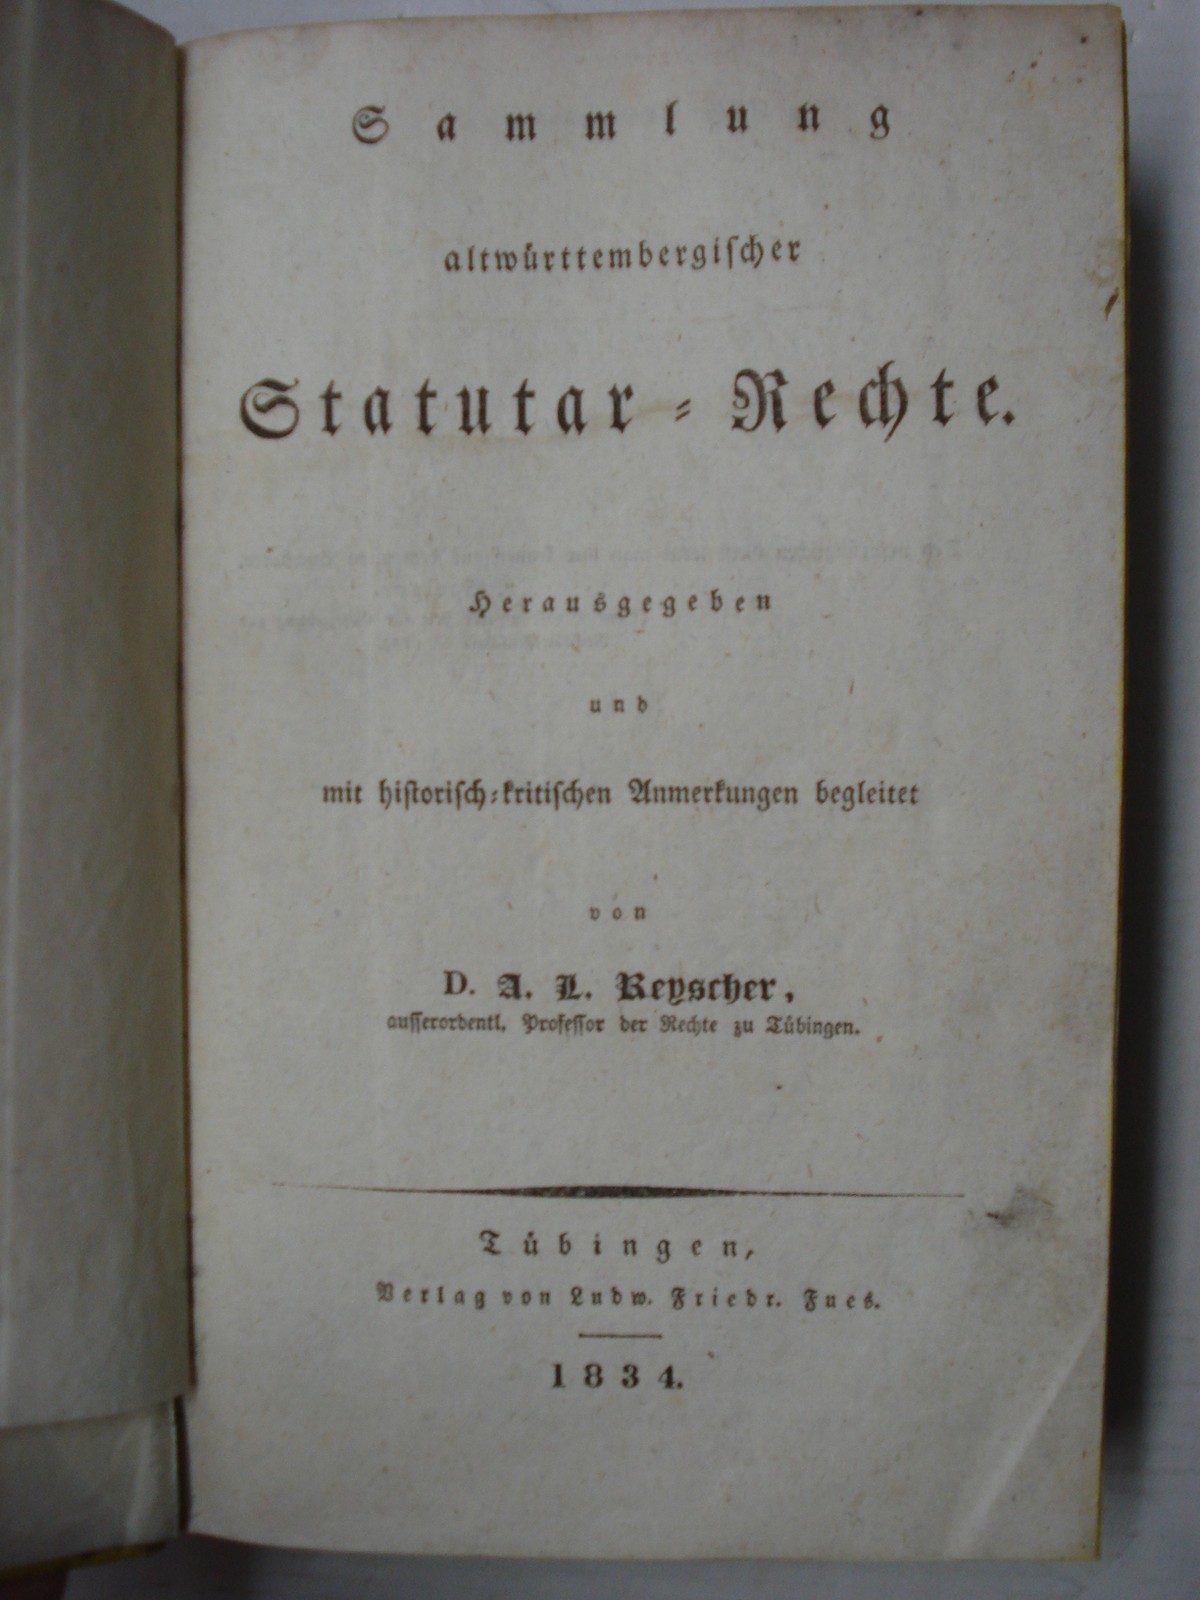 Sammlung
altwürttembergischer
Statutar-Rechte.
Herausgegeben
und
mit historisch-kritischen Anmerkungen begleitet
von
D. A. L. Reyscher,
ausserordentl. Professor der Rechte zu Tübingen.
Tübingen,
Verlag von Ludw. Friedr. Fues.
1834.